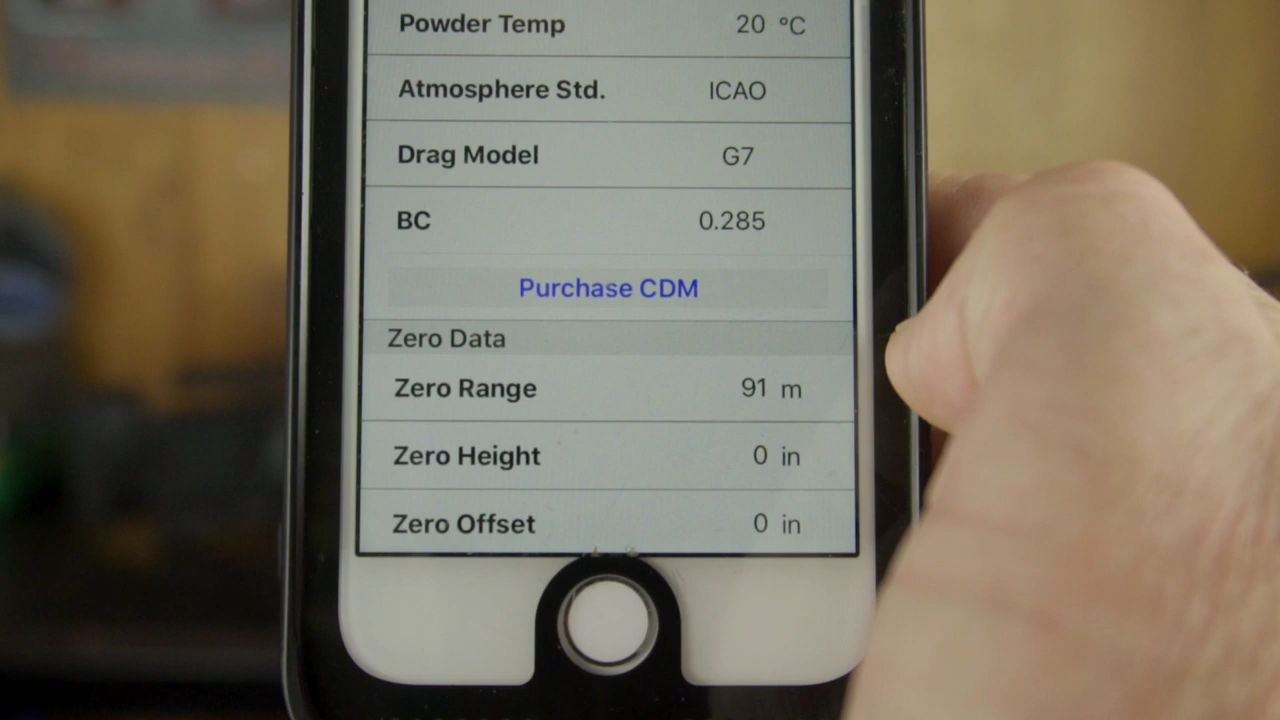 Powder Temp 20 °C
Atmosphere Std. ICAO
Drag Model G7
BC 0.285
Purchase CDM
Zero Data
Zero Range 91 m
Zero Height 0 in
Zero Offset 0 in